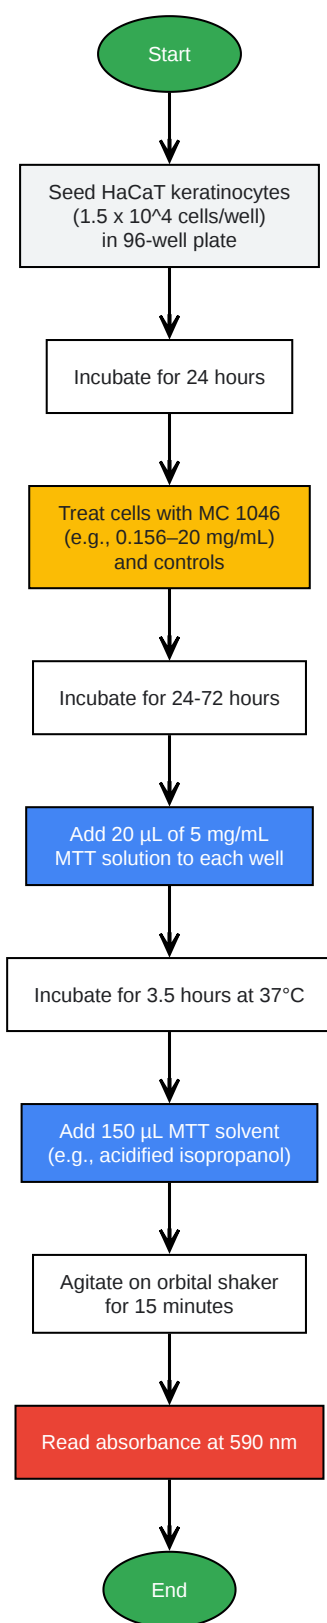 Start
Seed HaCaT keratinocytes
(1.5 x 10^4 cells/well)
in 96-well plate
Incubate for 24 hours
Treat cells with MC 1046
(e.g., 0.156–20 mg/mL)
and controls
Incubate for 24-72 hours
Add 20 µL of 5 mg/mL
MTT solution to each well
Incubate for 3.5 hours at 37°C
Add 150 µL MTT solvent
(e.g., acidified isopropanol)
Agitate on orbital shaker
for 15 minutes
Read absorbance at 590 nm
End